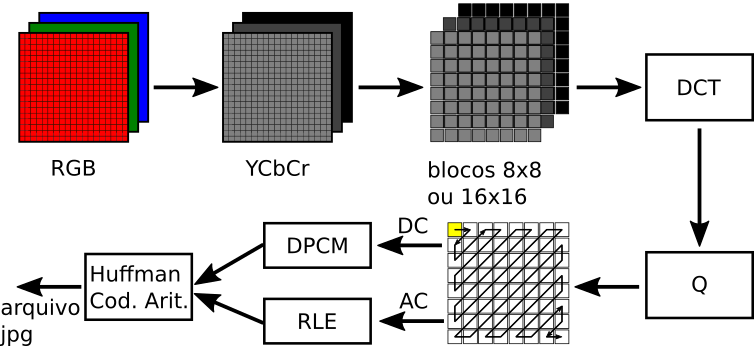 RGB
YCbCr
blocos 8x8
ou 16x16
DCT
Q
DC
AC
DPCM
RLE
Huffman
Cod. Arit.
arquivo
jpg